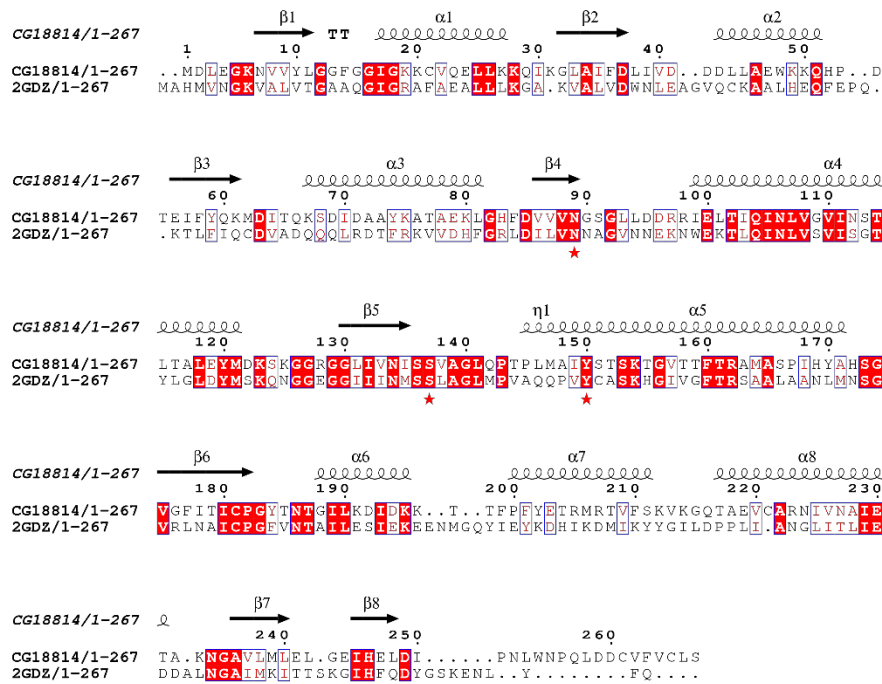 β1 α1 β2 α2
CG18814/1-267 TT
1 10 20 30 40 50
CG18814/1-267 ..MDLEGKNVVYLGGFGGIGKKCVQELLKKQIKGLAIFDLIVD..DDLLAEWKKQHP..D
2GDZ/1-267 MAHMVNGKVALVTGAAQGIGRAFAEALLLKGA.KVALVDWNLEAGVQCKAALHEQFEPQ.
β3 α3 β4 α4
CG18814/1-267
60 70 80 90 100 110
CG18814/1-267 TEIFYQKMDITQKSDIDAAYKATAEKLGHFDVVVNGSGLLDDRRIELTIQINLVGVINST
2GDZ/1-267 .KTLFIQCDVADQQQLRDTFRKVVDHFGRLDILVNNAGVNNEKNWEKTLQINLVSVISGT
β5 η1 α5
CG18814/1-267
120 130 140 150 160 170
CG18814/1-267 LTALEYMDKSKGGRGGLIVNISSVAGLQPTPLMAIYSTSKTGVTTFTRAMASPIHYAHSG
2GDZ/1-267 YLGLDYMSKQNGGEGGIIINMSSLAGLMPVAQQPVYCASKHGIVGFTRSAALAANLMNSG
β6 α6 α7 α8
CG18814/1-267
180 190 200 210 220 230
CG18814/1-267 VGFITICPGYTNTGILKDIDKK..T..TFPFYETRMRTVFSKVKGQTAEVCARNIVNAIE
2GDZ/1-267 VRLNAICPGFVNTAILESIEKEENMGQYIEYKDHIKDMIKYYGILDPPLI.ANGLITLIE
β7 β8
CG18814/1-267
240 250 260
CG18814/1-267 TA.KNGAVLMLEL.GEIHELDI......PNLWNPQLDDCVFVCLS
2GDZ/1-267 DDALNGAIMKITTSKGIHFQDYGSKENL..Y......FQ....